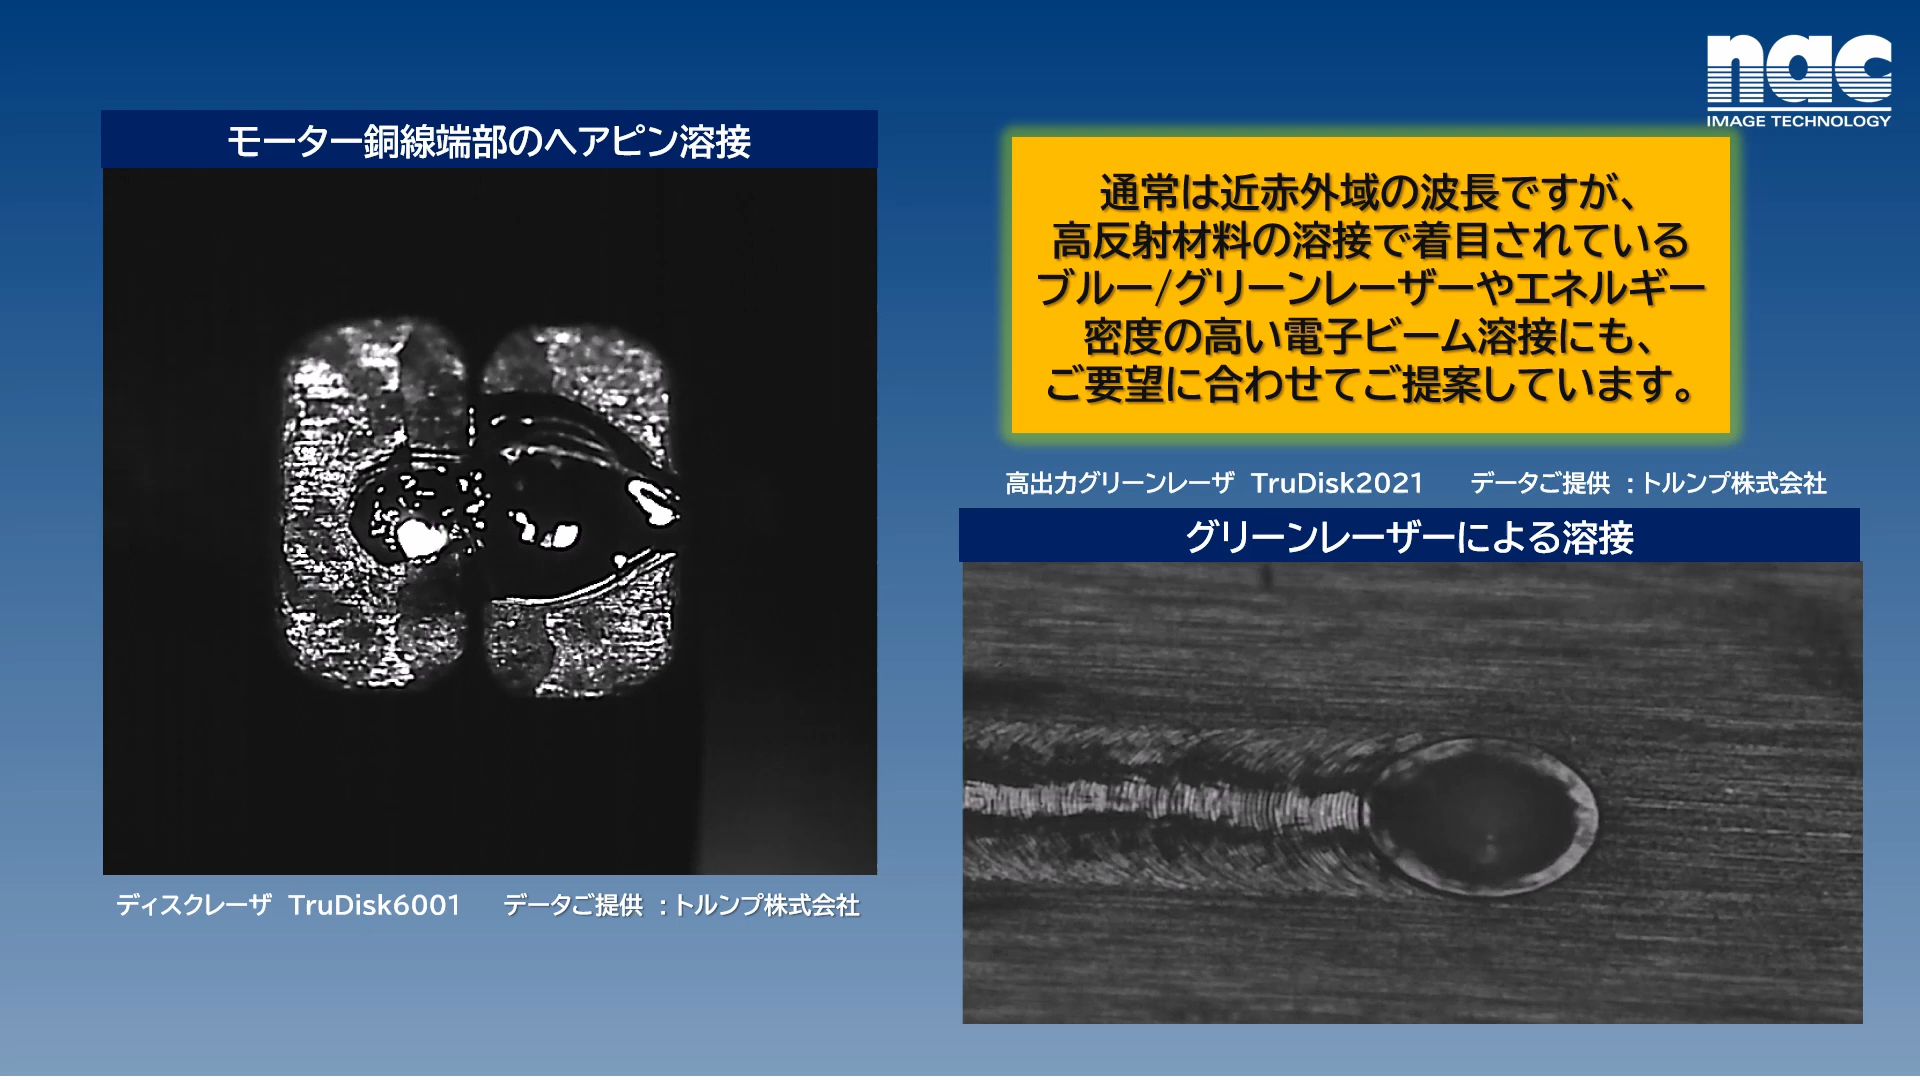 nac
IMAGE TECHNOLOGY
モーター銅線端部のヘアピン溶接
ディスクレーザ TruDisk6001 データご提供 : トルンプ株式会社
通常は近赤外域の波長ですが、
高反射材料の溶接で着目されている
ブルー/グリーンレーザーやエネルギー
密度の高い電子ビーム溶接にも、
ご要望に合わせてご提案しています。
高出力グリーンレーザ TruDisk2021 データご提供 : トルンプ株式会社
グリーンレーザーによる溶接